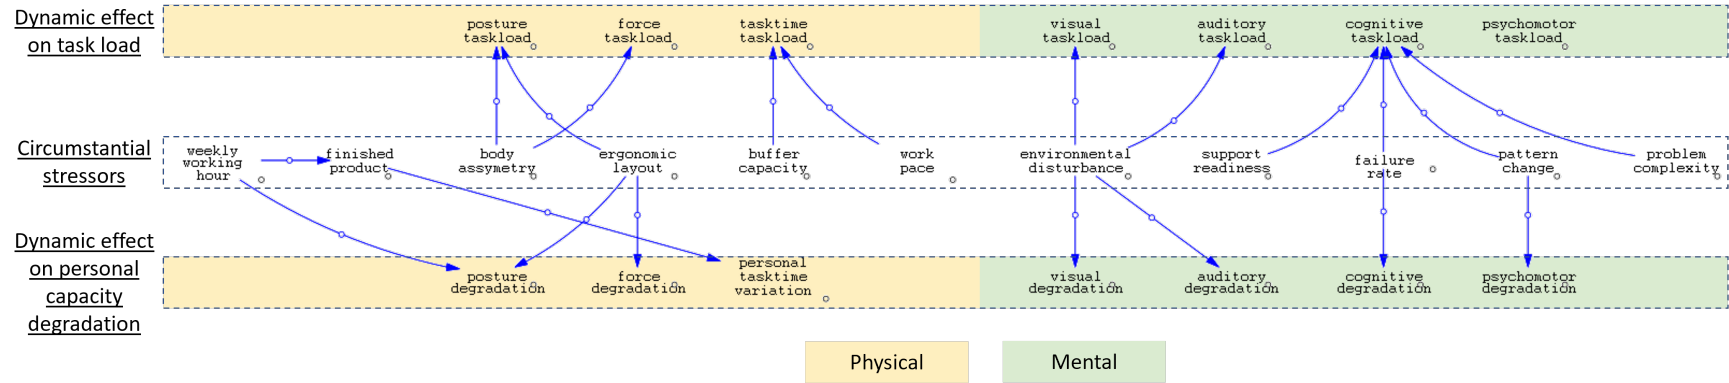 Dynamic effect
on task load
posture
taskload
force
taskload
tasktime
taskload
visual
taskload
auditory
taskload
cognitive
taskload
psychomotor
taskload
Circumstantial
stressors
weekly
working
hour
finished
product
body
assymetry
ergonomic
layout
buffer
capacity
work
pace
environmental
disturbance
support
readiness
failure
rate
pattern
change
problem
complexity
Dynamic effect
on personal
capacity
degradation
posture
degradation
force
degradation
personal
tasktime
variation
visual
degradation
auditory
degradation
cognitive
degradation
psychomotor
degradation
Physical
Mental